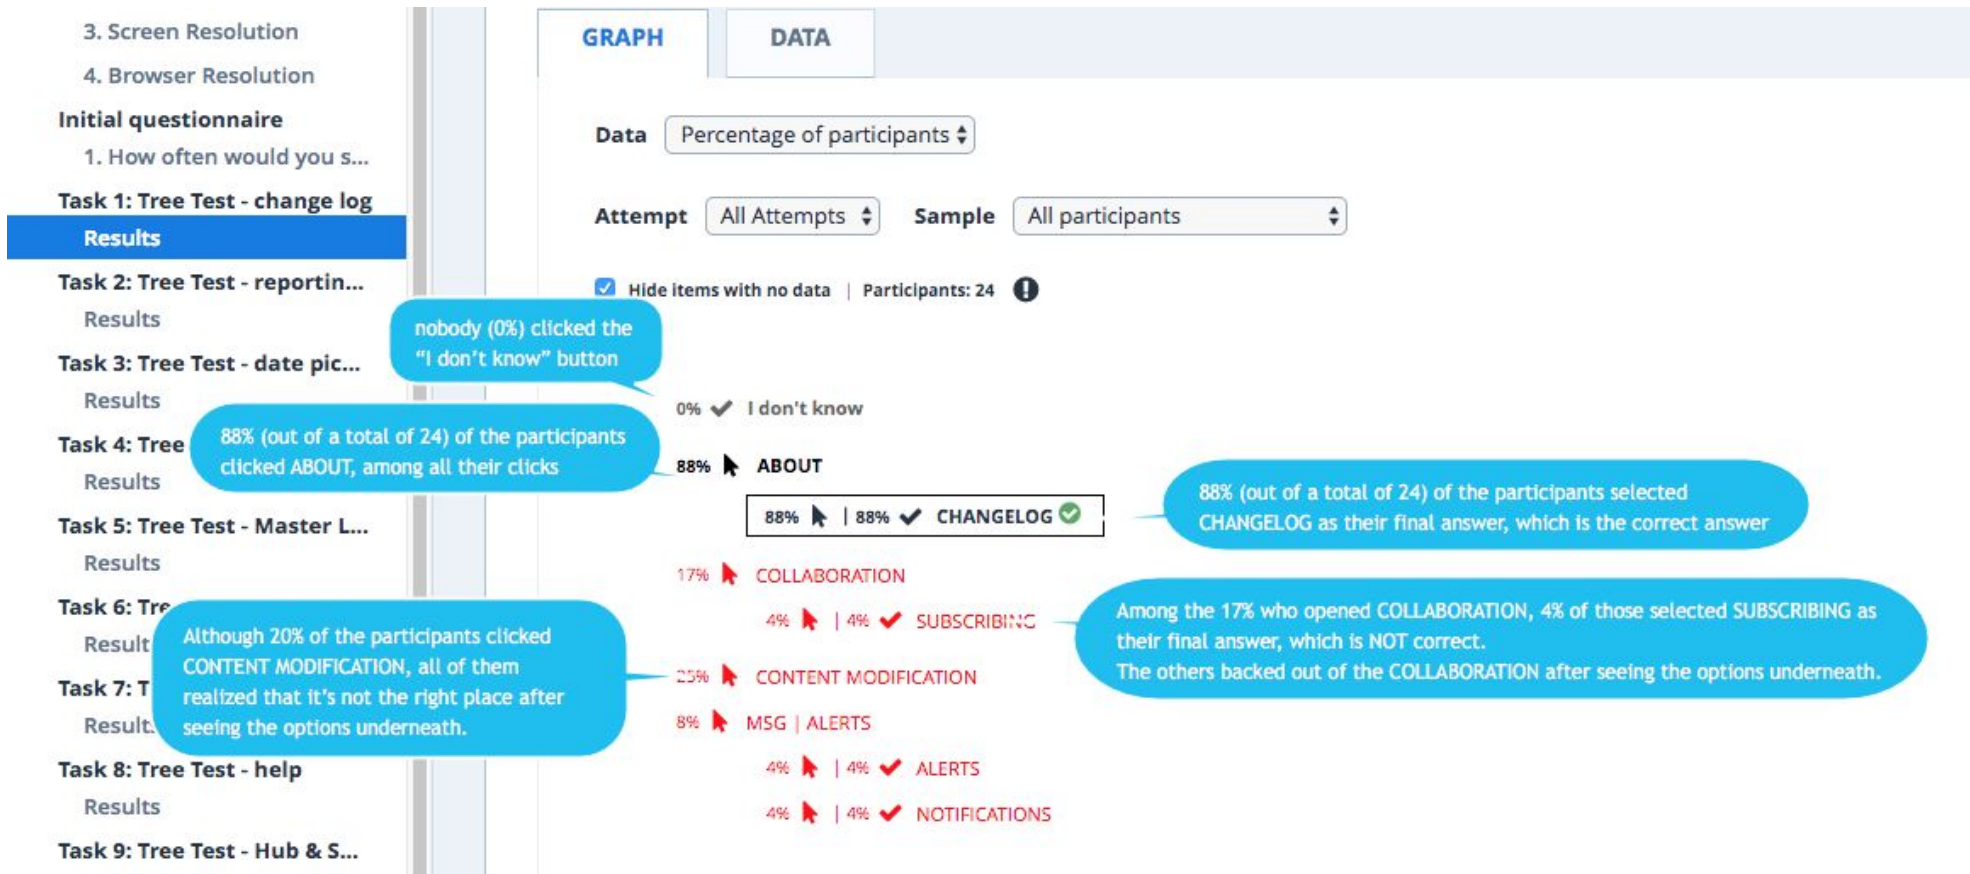 3. Screen Resolution
4. Browser Resolution
Initial questionnaire
1. How often would you s...
Task 1: Tree Test - change log
Results
Task 2: Tree Test - reportin...
Results
Task 3: Tree Test - date pic...
Results
Task 4: Tree
Results
Task 5: Tree Test - Master L...
Results
Task 6: Tre
Result
Task 7: T
Result
Task 8: Tree Test - help
Results
Task 9: Tree Test - Hub & S...
GRAPH DATA
Data Percentage of participants
Attempt All Attempts Sample All participants
Hide items with no data | Participants: 24
nobody (0%) clicked the
“I don’t know” button
0% I don't know
88% (out of a total of 24) of the participants
clicked ABOUT, among all their clicks
88% ABOUT
88% | 88% CHANGELOG
88% (out of a total of 24) of the participants selected
CHANGELOG as their final answer, which is the correct answer
17% COLLABORATION
4% | 4% SUBSCRIBING
Among the 17% who opened COLLABORATION, 4% of those selected SUBSCRIBING as
their final answer, which is NOT correct.
The others backed out of the COLLABORATION after seeing the options underneath.
Although 20% of the participants clicked
CONTENT MODIFICATION, all of them
realized that it’s not the right place after
seeing the options underneath.
25% CONTENT MODIFICATION
8% MSG | ALERTS
4% | 4% ALERTS
4% | 4% NOTIFICATIONS